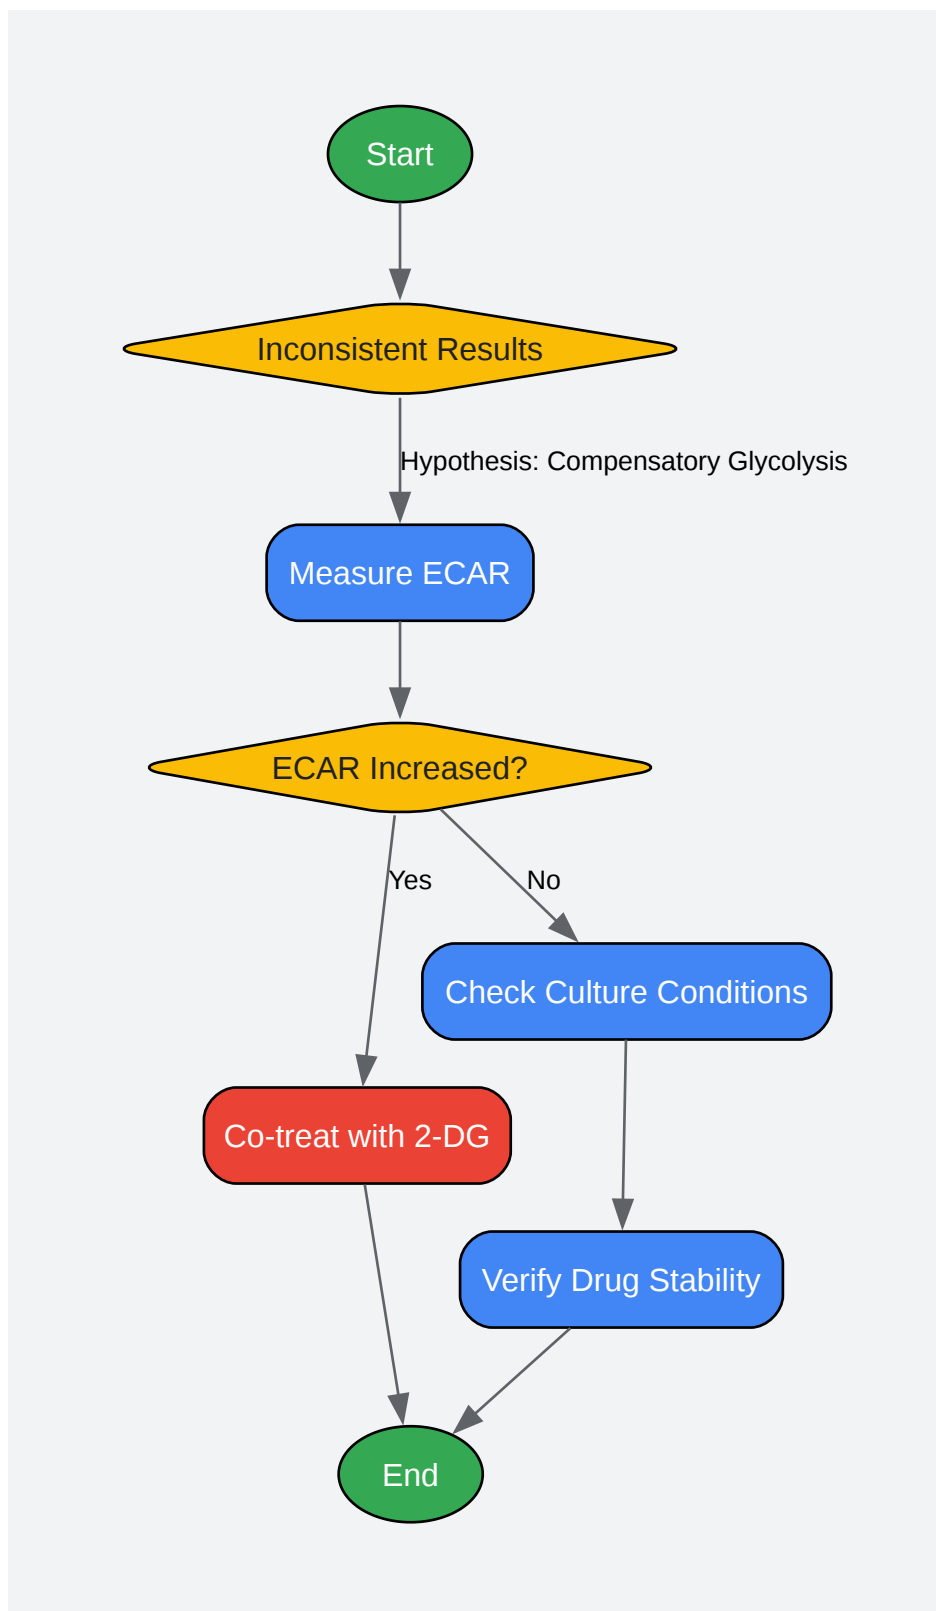 Start
Inconsistent Results
Hypothesis: Compensatory Glycolysis
Measure ECAR
ECAR Increased?
Yes
No
Check Culture Conditions
Co-treat with 2-DG
Verify Drug Stability
End